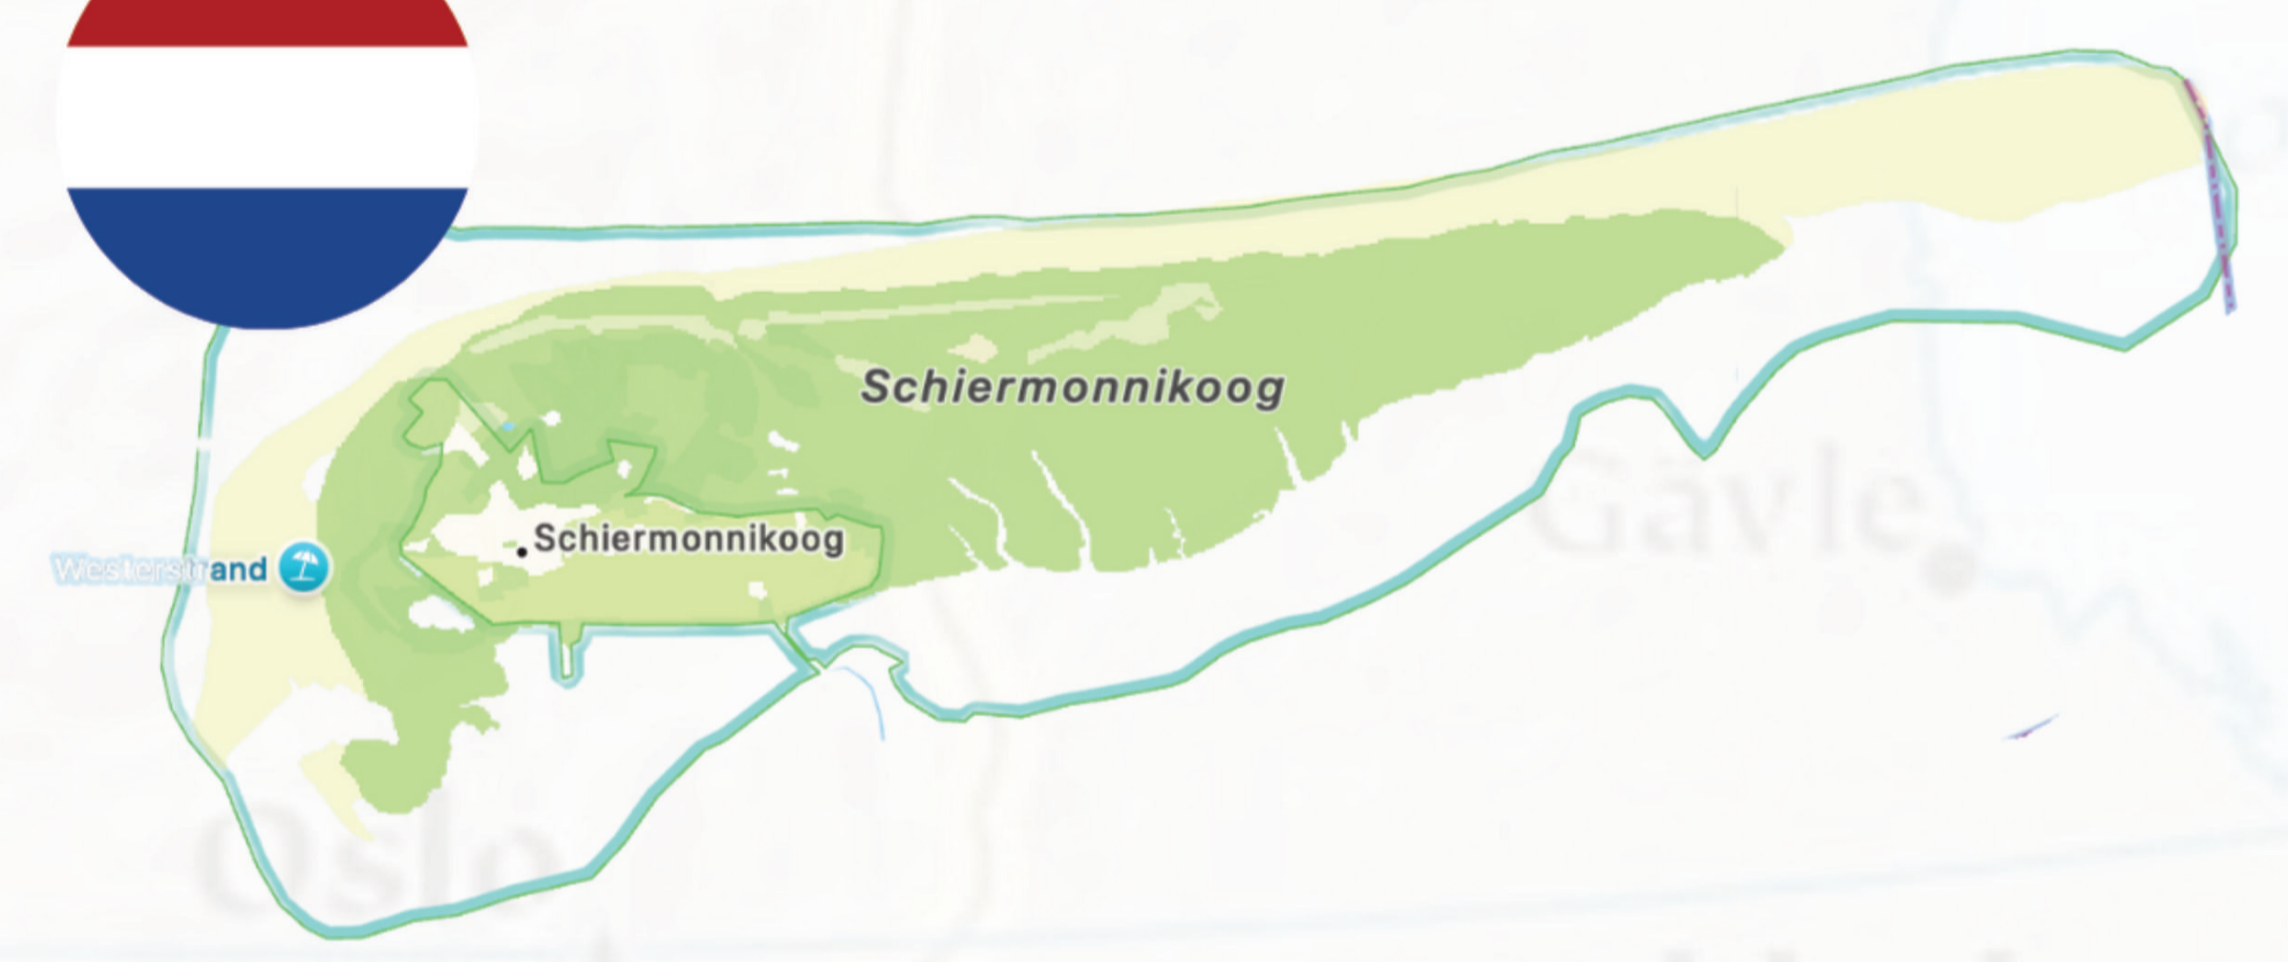 Schiermonnikoog
Schiermonnikoog
Westerstrand
Gävle
Oslo